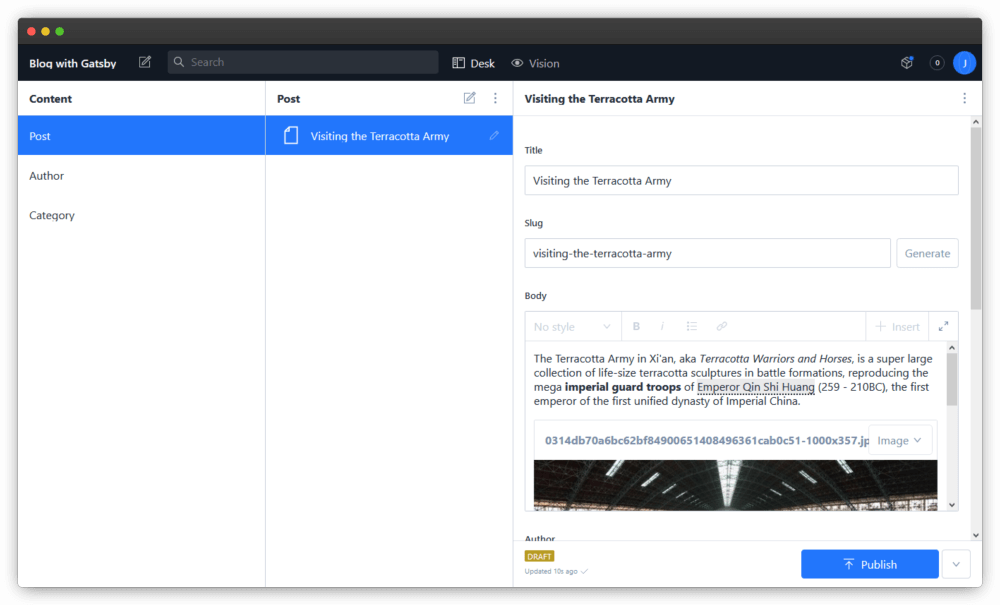 Blog with Gatsby
Search
Desk
Vision
0
J
Content
Post
Author
Category
Post
Visiting the Terracotta Army
Visiting the Terracotta Army
Title
Visiting the Terracotta Army
Slug
visiting-the-terracotta-army
Generate
Body
No style
B
i
Insert
The Terracotta Army in Xi'an, aka Terracotta Warriors and Horses, is a super large
collection of life-size terracotta sculptures in battle formations, reproducing the
mega imperial guard troops of Emperor Qin Shi Huang (259 - 210BC), the first
emperor of the first unified dynasty of Imperial China.
0314db70a6bc62bf84900651408496361cab0c51-1000x357.jp
Image
Author
DRAFT
Updated 10s ago
Publish